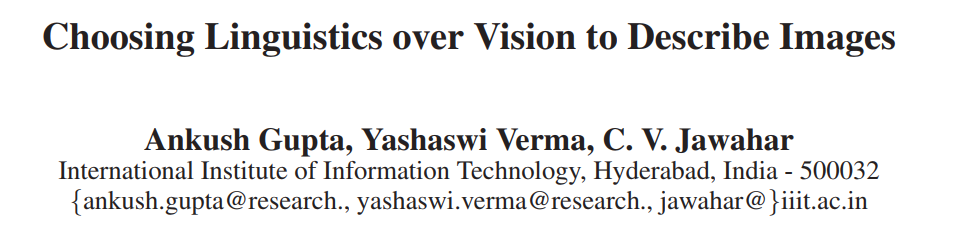 Choosing Linguistics over Vision to Describe Images
Ankush Gupta, Yashaswi Verma, C. V. Jawahar
International Institute of Information Technology, Hyderabad, India - 500032
{ankush.gupta@research., yashaswi.verma@research., jawahar@}iiit.ac.in